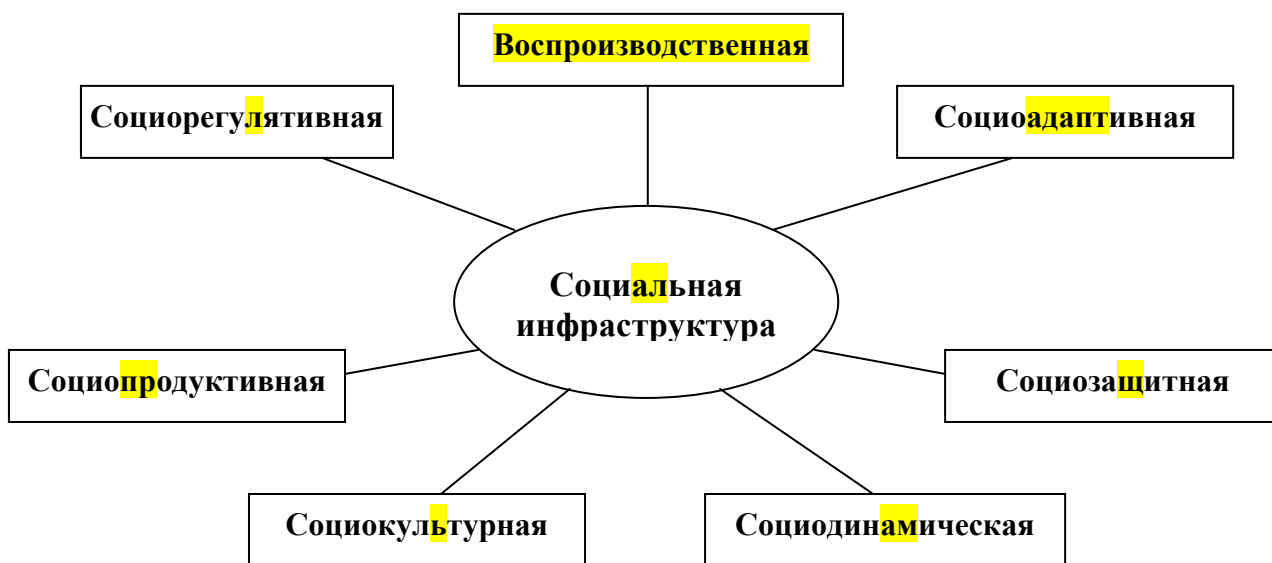 Воспроизводственная
Социорегулятивная
Социоадаптивная
Социальная
инфраструктура
Социопродуктивная
Социозащитная
Социокультурная
Социодинамическая